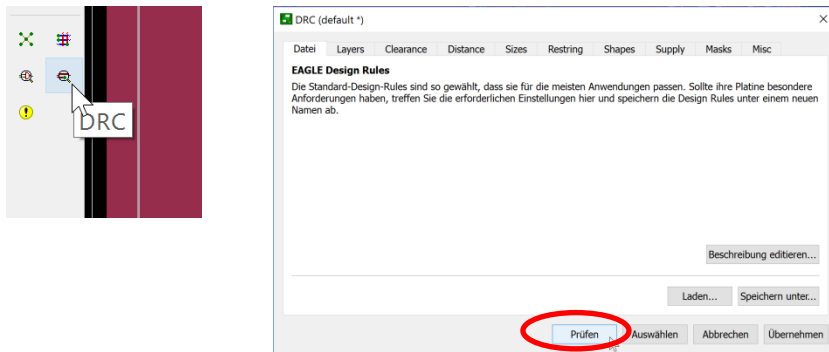 DRC
DRC (default *)
Datei Layers Clearance Distance Sizes Restring Shapes Supply Masks Misc
EAGLE Design Rules
Die Standard-Design-Rules sind so gewählt, dass sie für die meisten Anwendungen passen. Sollte ihre Platine besondere
Anforderungen haben, treffen Sie die erforderlichen Einstellungen hier und speichern die Design Rules unter einem neuen
Namen ab.
Beschreibung editieren...
Laden... Speichern unter...
Prüfen Auswählen Abbrechen Übernehmen